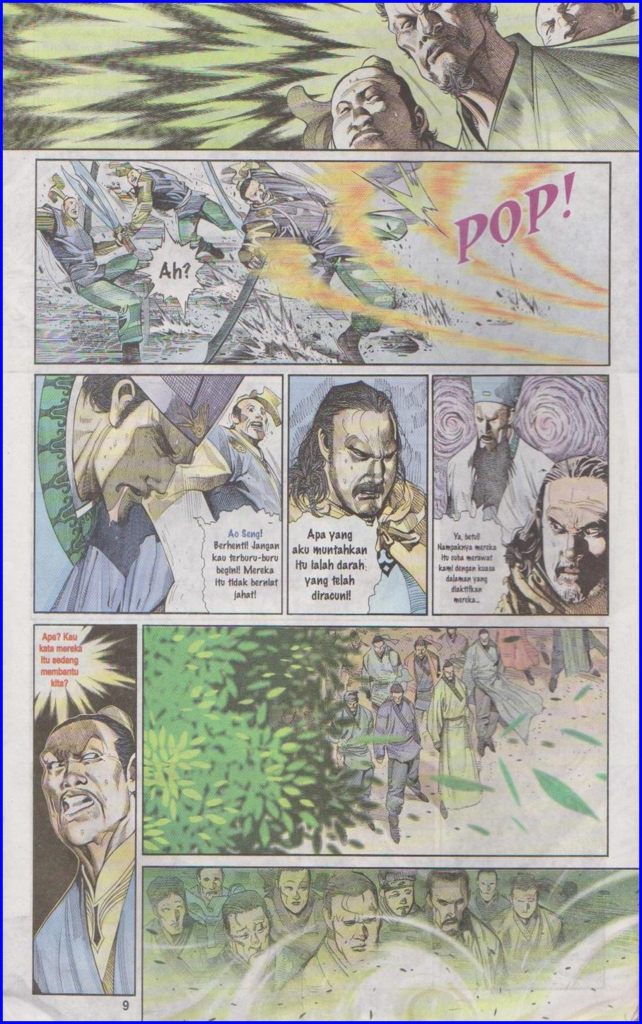 POP!
Ah?
Ao Seng!
Berhenti! Jangan
kau terburu-buru
begini! Mereka
itu tidak berniat
jahat!
Apa yang
aku muntahkan
itu ialah darah
yang telah
diracuni!
Ya, betul!
Nampaknya mereka
itu cuba merawat
kami dengan kuasa
dalaman yang
diaktifkan
mereka...
Apa? Kau
kata mereka
itu sedang
membantu
kita?
9